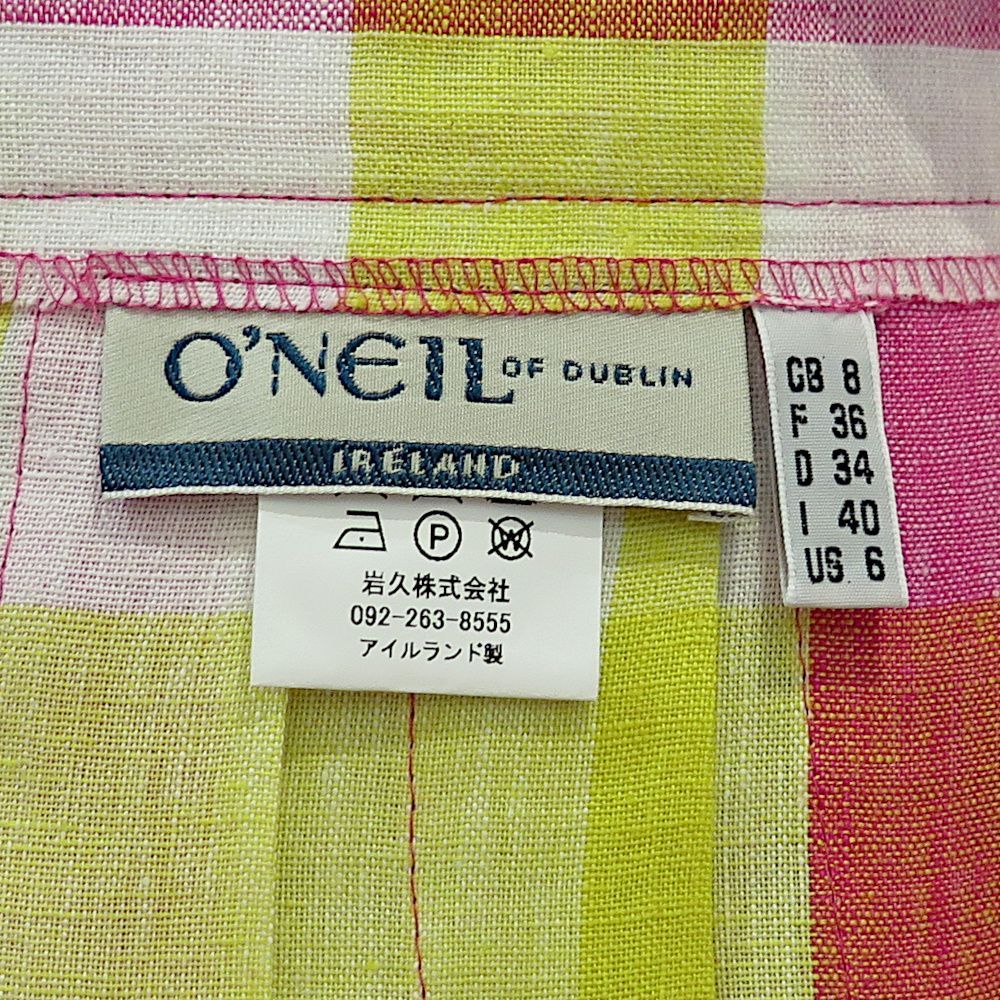 O'NEIL OF DUBLIN
IRELAND
GB 8
F 36
D 34
I 40
US 6
P W
岩久株式会社
092-263-8555
アイルランド製